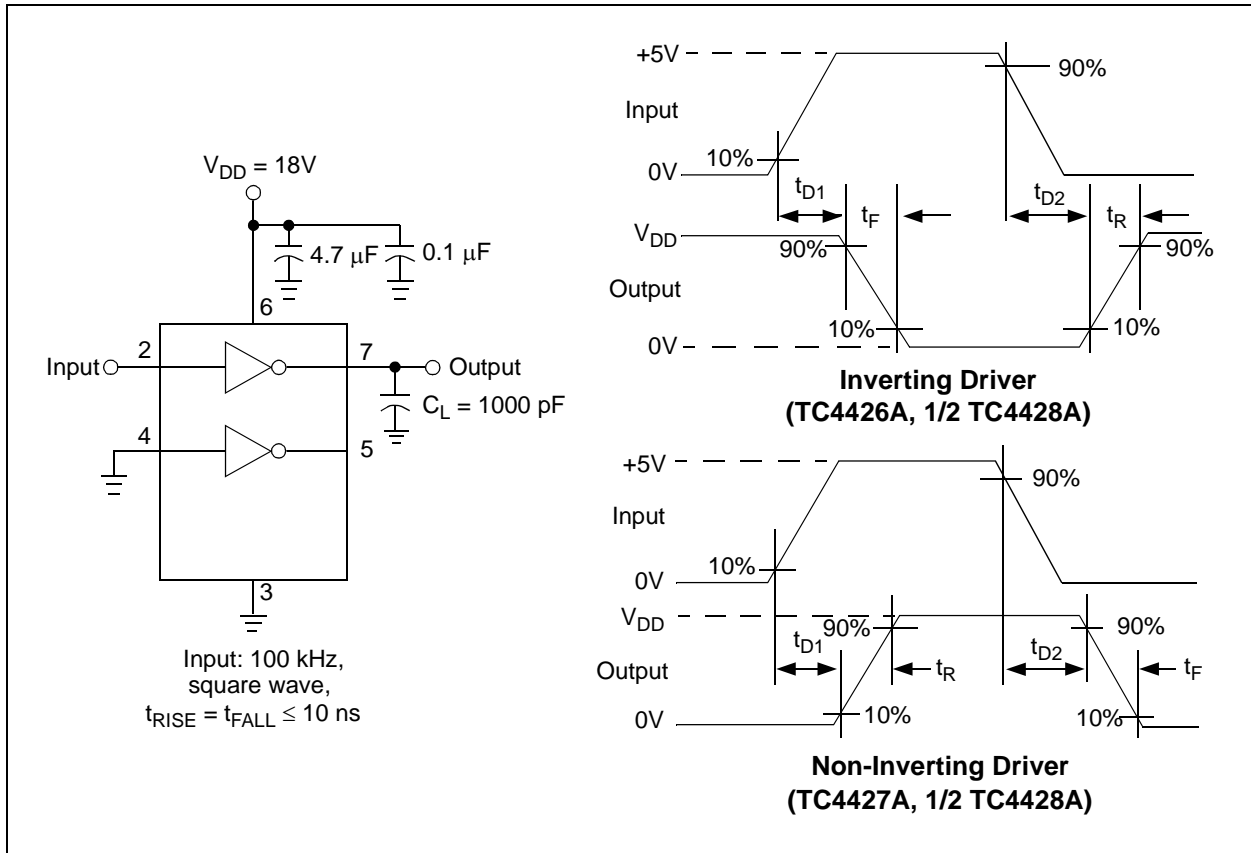 V_DD = 18V
4.7 μF
0.1 μF
6
2
7
Input
Output
C_L = 1000 pF
4
5
3
Input: 100 kHz,
square wave,
t_RISE = t_FALL ≤ 10 ns
+5V
90%
Input
10%
0V
t_D1
t_F
t_D2
t_R
V_DD
90%
90%
Output
10%
10%
0V
Inverting Driver
(TC4426A, 1/2 TC4428A)
+5V
90%
Input
10%
0V
V_DD
t_D1
90%
t_D2
90%
Output
t_R
t_F
0V
10%
10%
Non-Inverting Driver
(TC4427A, 1/2 TC4428A)